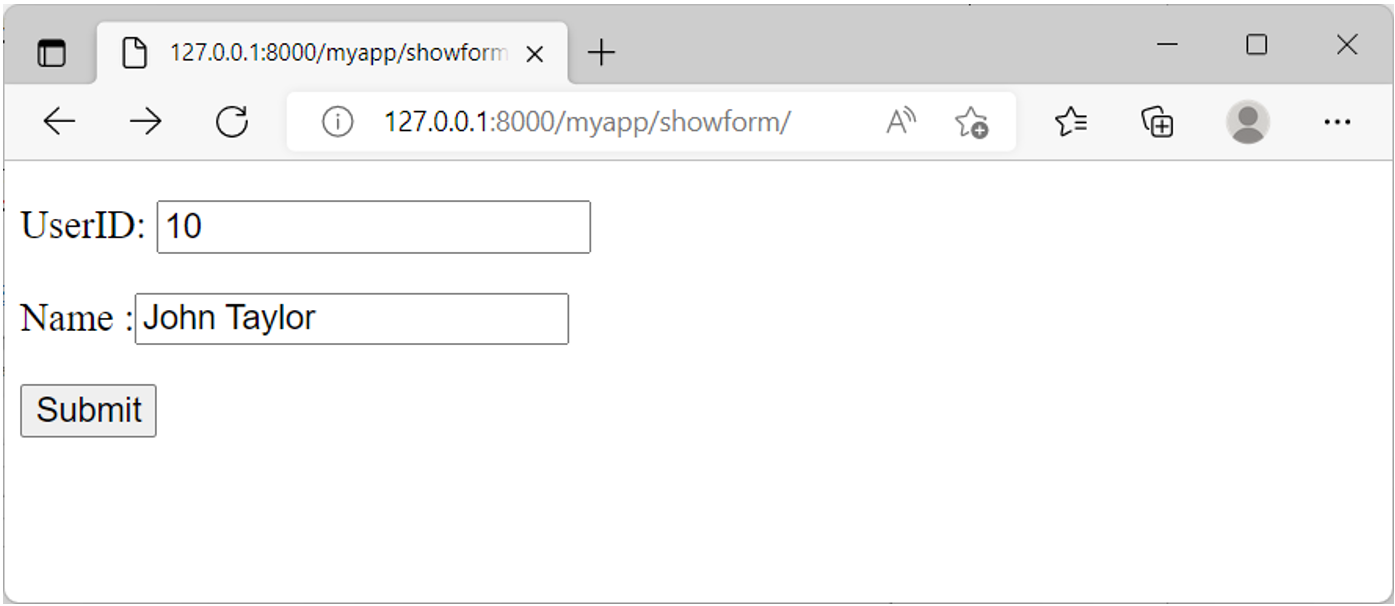 127.0.0.1:8000/myapp/showform
127.0.0.1:8000/myapp/showform/
UserID: 10
Name :John Taylor
Submit